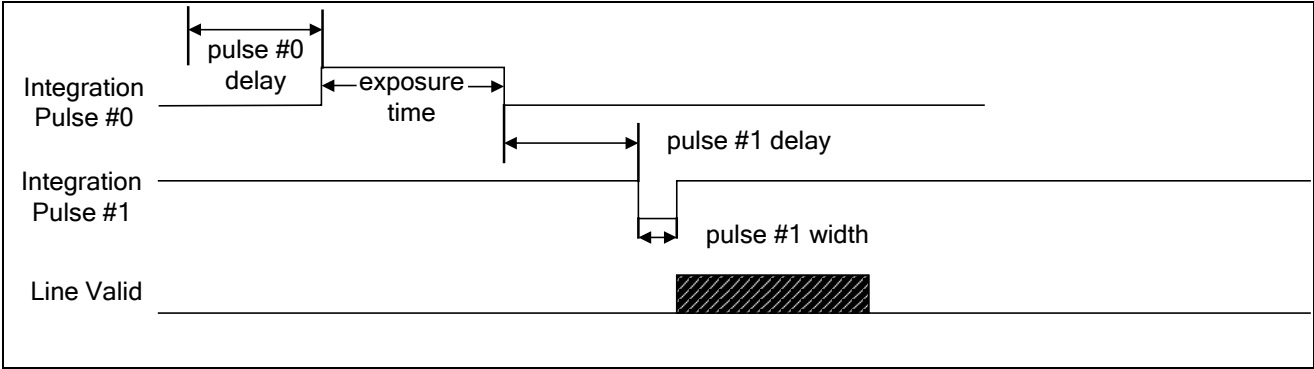 pulse #0
delay
Integration
Pulse #0
exposure
time
pulse #1 delay
Integration
Pulse #1
pulse #1 width
Line Valid